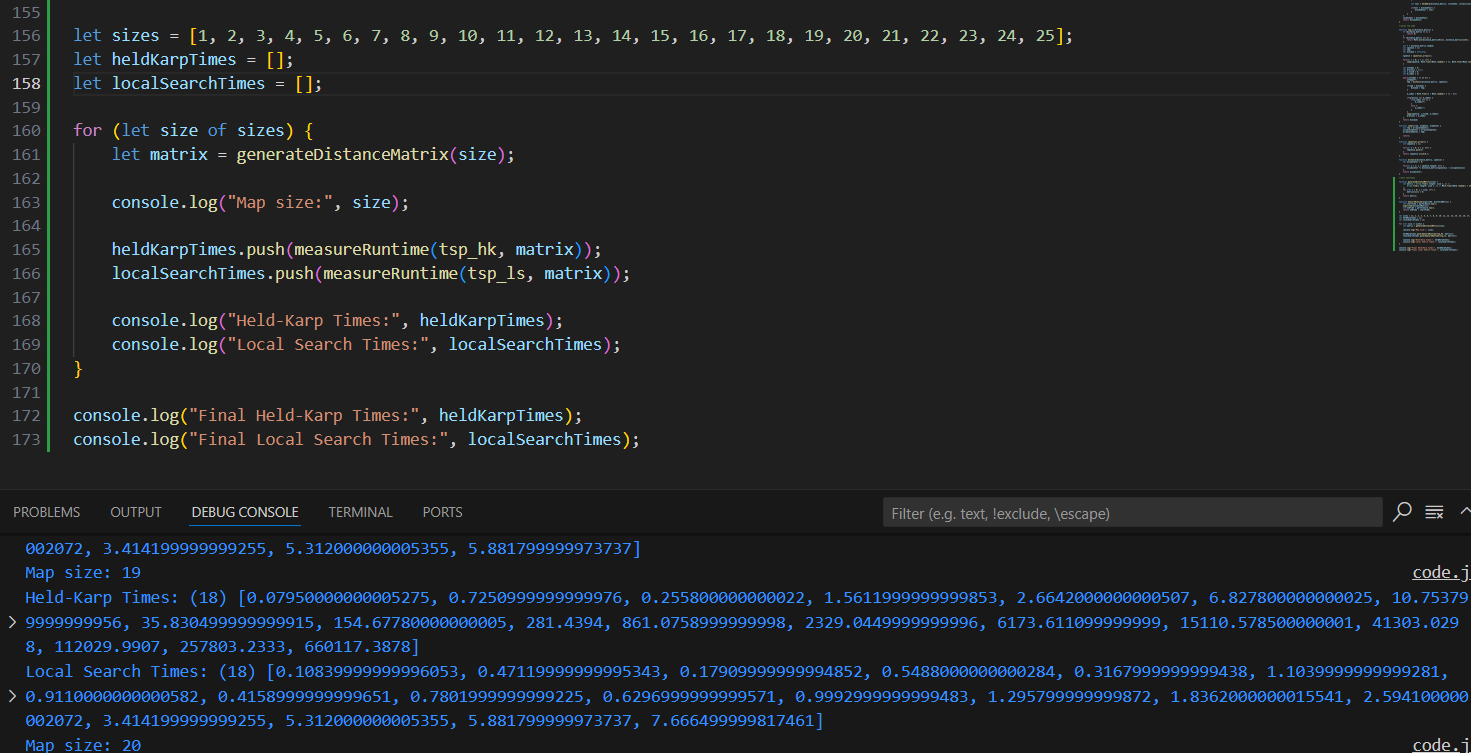 155
156 let sizes = [1, 2, 3, 4, 5, 6, 7, 8, 9, 10, 11, 12, 13, 14, 15, 16, 17, 18, 19, 20, 21, 22, 23, 24, 25];
157 let heldKarpTimes = [];
158 let localSearchTimes = [];
159
160 for (let size of sizes) {
161 let matrix = generateDistanceMatrix(size);
162
163 console.log("Map size:", size);
164
165 heldKarpTimes.push(measureRuntime(tsp_hk, matrix));
166 localSearchTimes.push(measureRuntime(tsp_ls, matrix));
167
168 console.log("Held-Karp Times:", heldKarpTimes);
169 console.log("Local Search Times:", localSearchTimes);
170 }
171
172 console.log("Final Held-Karp Times:", heldKarpTimes);
173 console.log("Final Local Search Times:", localSearchTimes);
PROBLEMS OUTPUT DEBUG CONSOLE TERMINAL PORTS Filter (e.g. text, !exclude, \escape)
002072, 3.414199999999255, 5.312000000005355, 5.881799999973737]
Map size: 19 code.j
Held-Karp Times: (18) [0.07950000000005275, 0.7250999999999976, 0.255800000000022, 1.5611999999999853, 2.6642000000000507, 6.827800000000025, 10.75379
9999999956, 35.830499999999915, 154.67780000000005, 281.4394, 861.0758999999998, 2329.0449999999996, 6173.611099999999, 15110.578500000001, 41303.029
8, 112029.9907, 257803.2333, 660117.3878]
Local Search Times: (18) [0.10839999999996053, 0.47119999999995343, 0.17909999999994852, 0.5488000000000284, 0.3167999999999438, 1.1039999999999281,
0.9110000000000582, 0.4158999999999651, 0.7801999999999225, 0.6296999999999571, 0.9992999999999483, 1.295799999999872, 1.8362000000015541, 2.594100000
002072, 3.414199999999255, 5.312000000005355, 5.881799999973737, 7.666499999817461]
Map size: 20 code.j